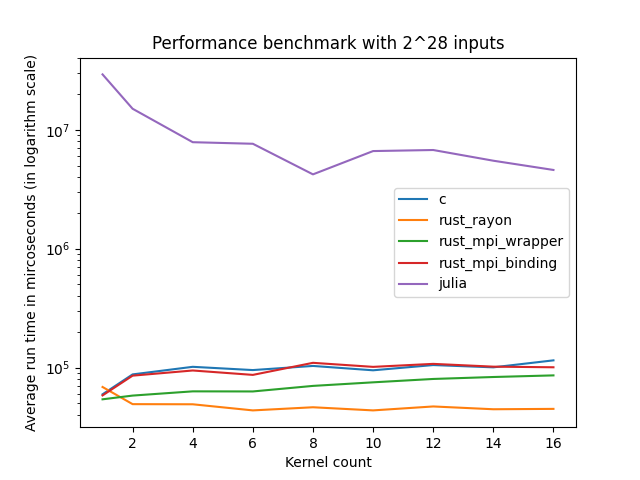 Performance benchmark with 2^28 inputs
Average run time in mircoseconds (in logarithm scale)
10^7
10^6
10^5
c
rust_rayon
rust_mpi_wrapper
rust_mpi_binding
julia
2 4 6 8 10 12 14 16
Kernel count